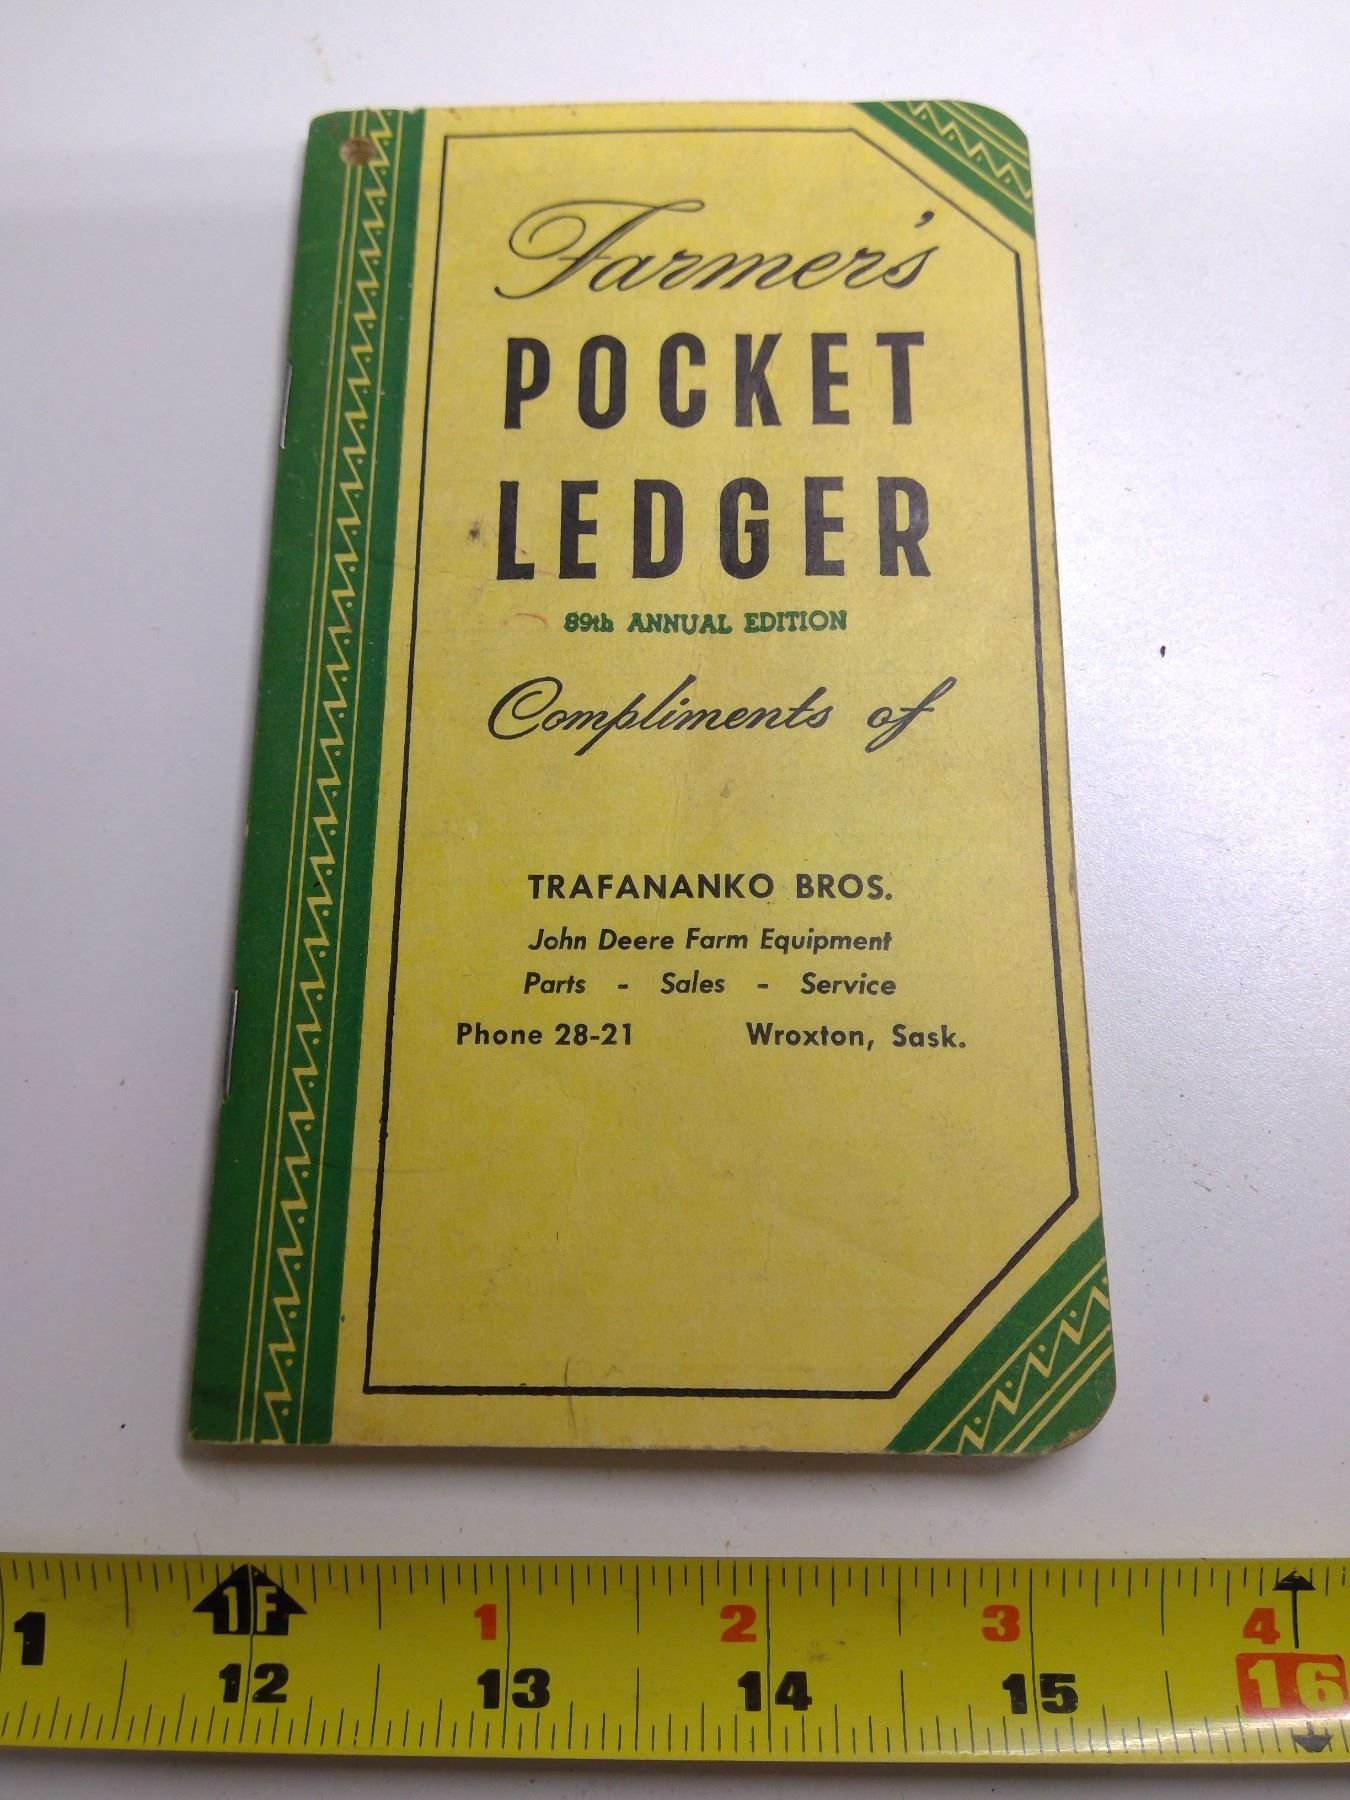 Farmer's
POCKET
LEDGER
89th ANNUAL EDITION
Compliments of
TRAFANANKO BROS.
John Deere Farm Equipment
Parts - Sales - Service
Phone 28-21 Wroxton, Sask.
1F 1 2 3 4
1 12 13 14 15 16